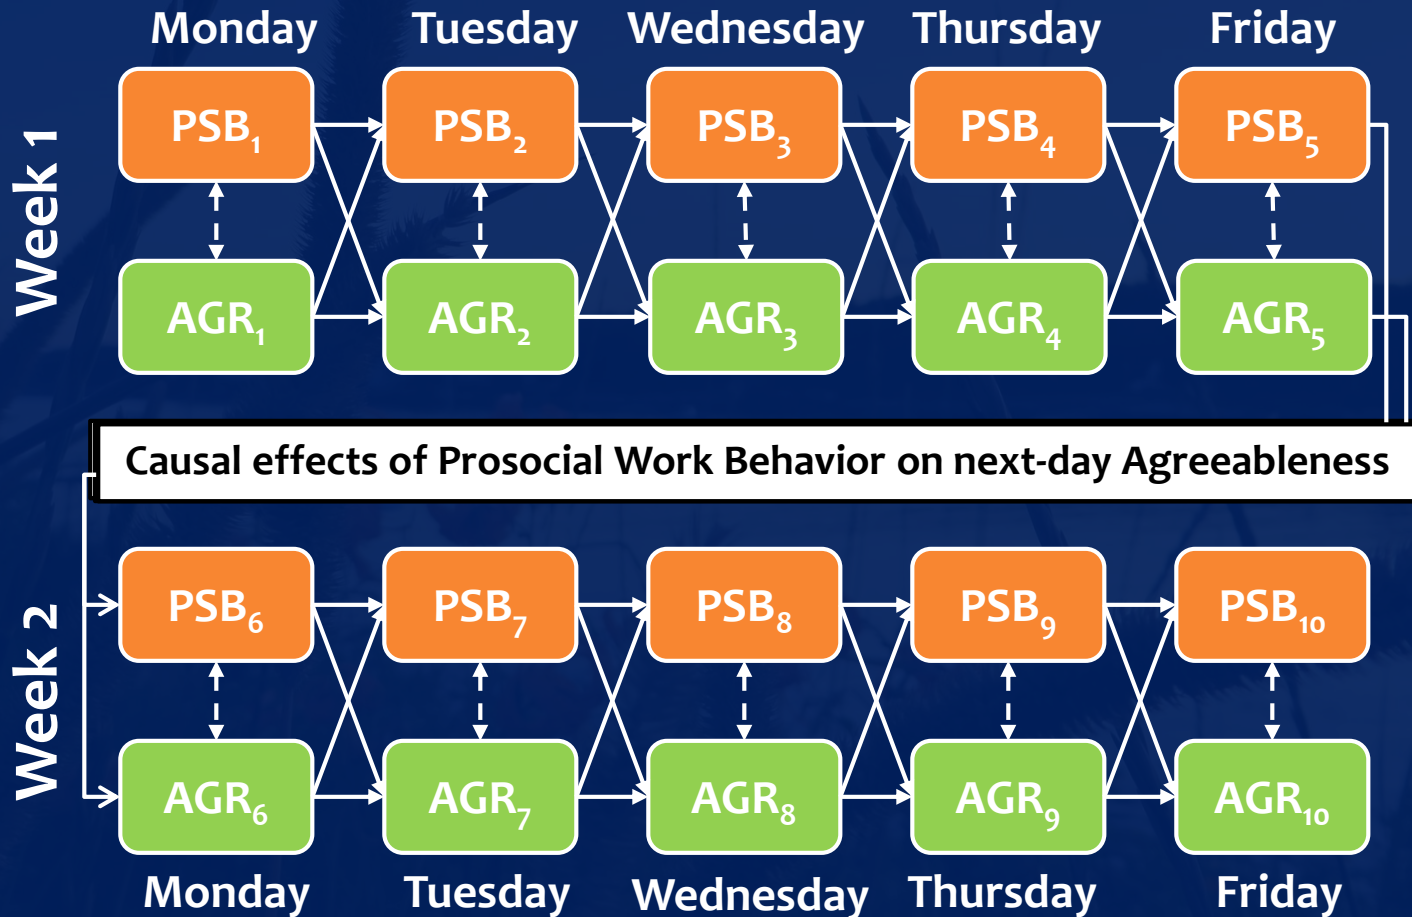 Monday Tuesday Wednesday Thursday Friday
Week 1
PSB₁ PSB₂ PSB₃ PSB₄ PSB₅
AGR₁ AGR₂ AGR₃ AGR₄ AGR₅
Causal effects of Prosocial Work Behavior on next-day Agreeableness
Week 2
PSB₆ PSB₇ PSB₈ PSB₉ PSB₁₀
AGR₆ AGR₇ AGR₈ AGR₉ AGR₁₀
Monday Tuesday Wednesday Thursday Friday